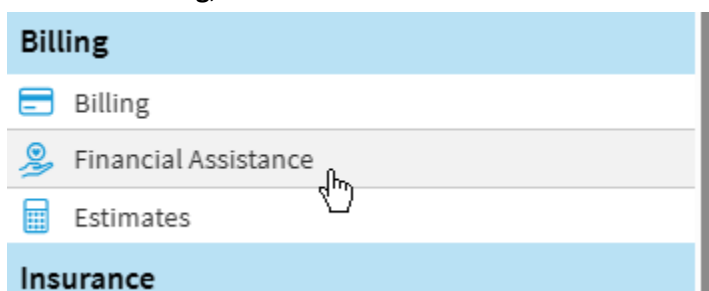 Billing
Billing
Financial Assistance
Estimates
Insurance